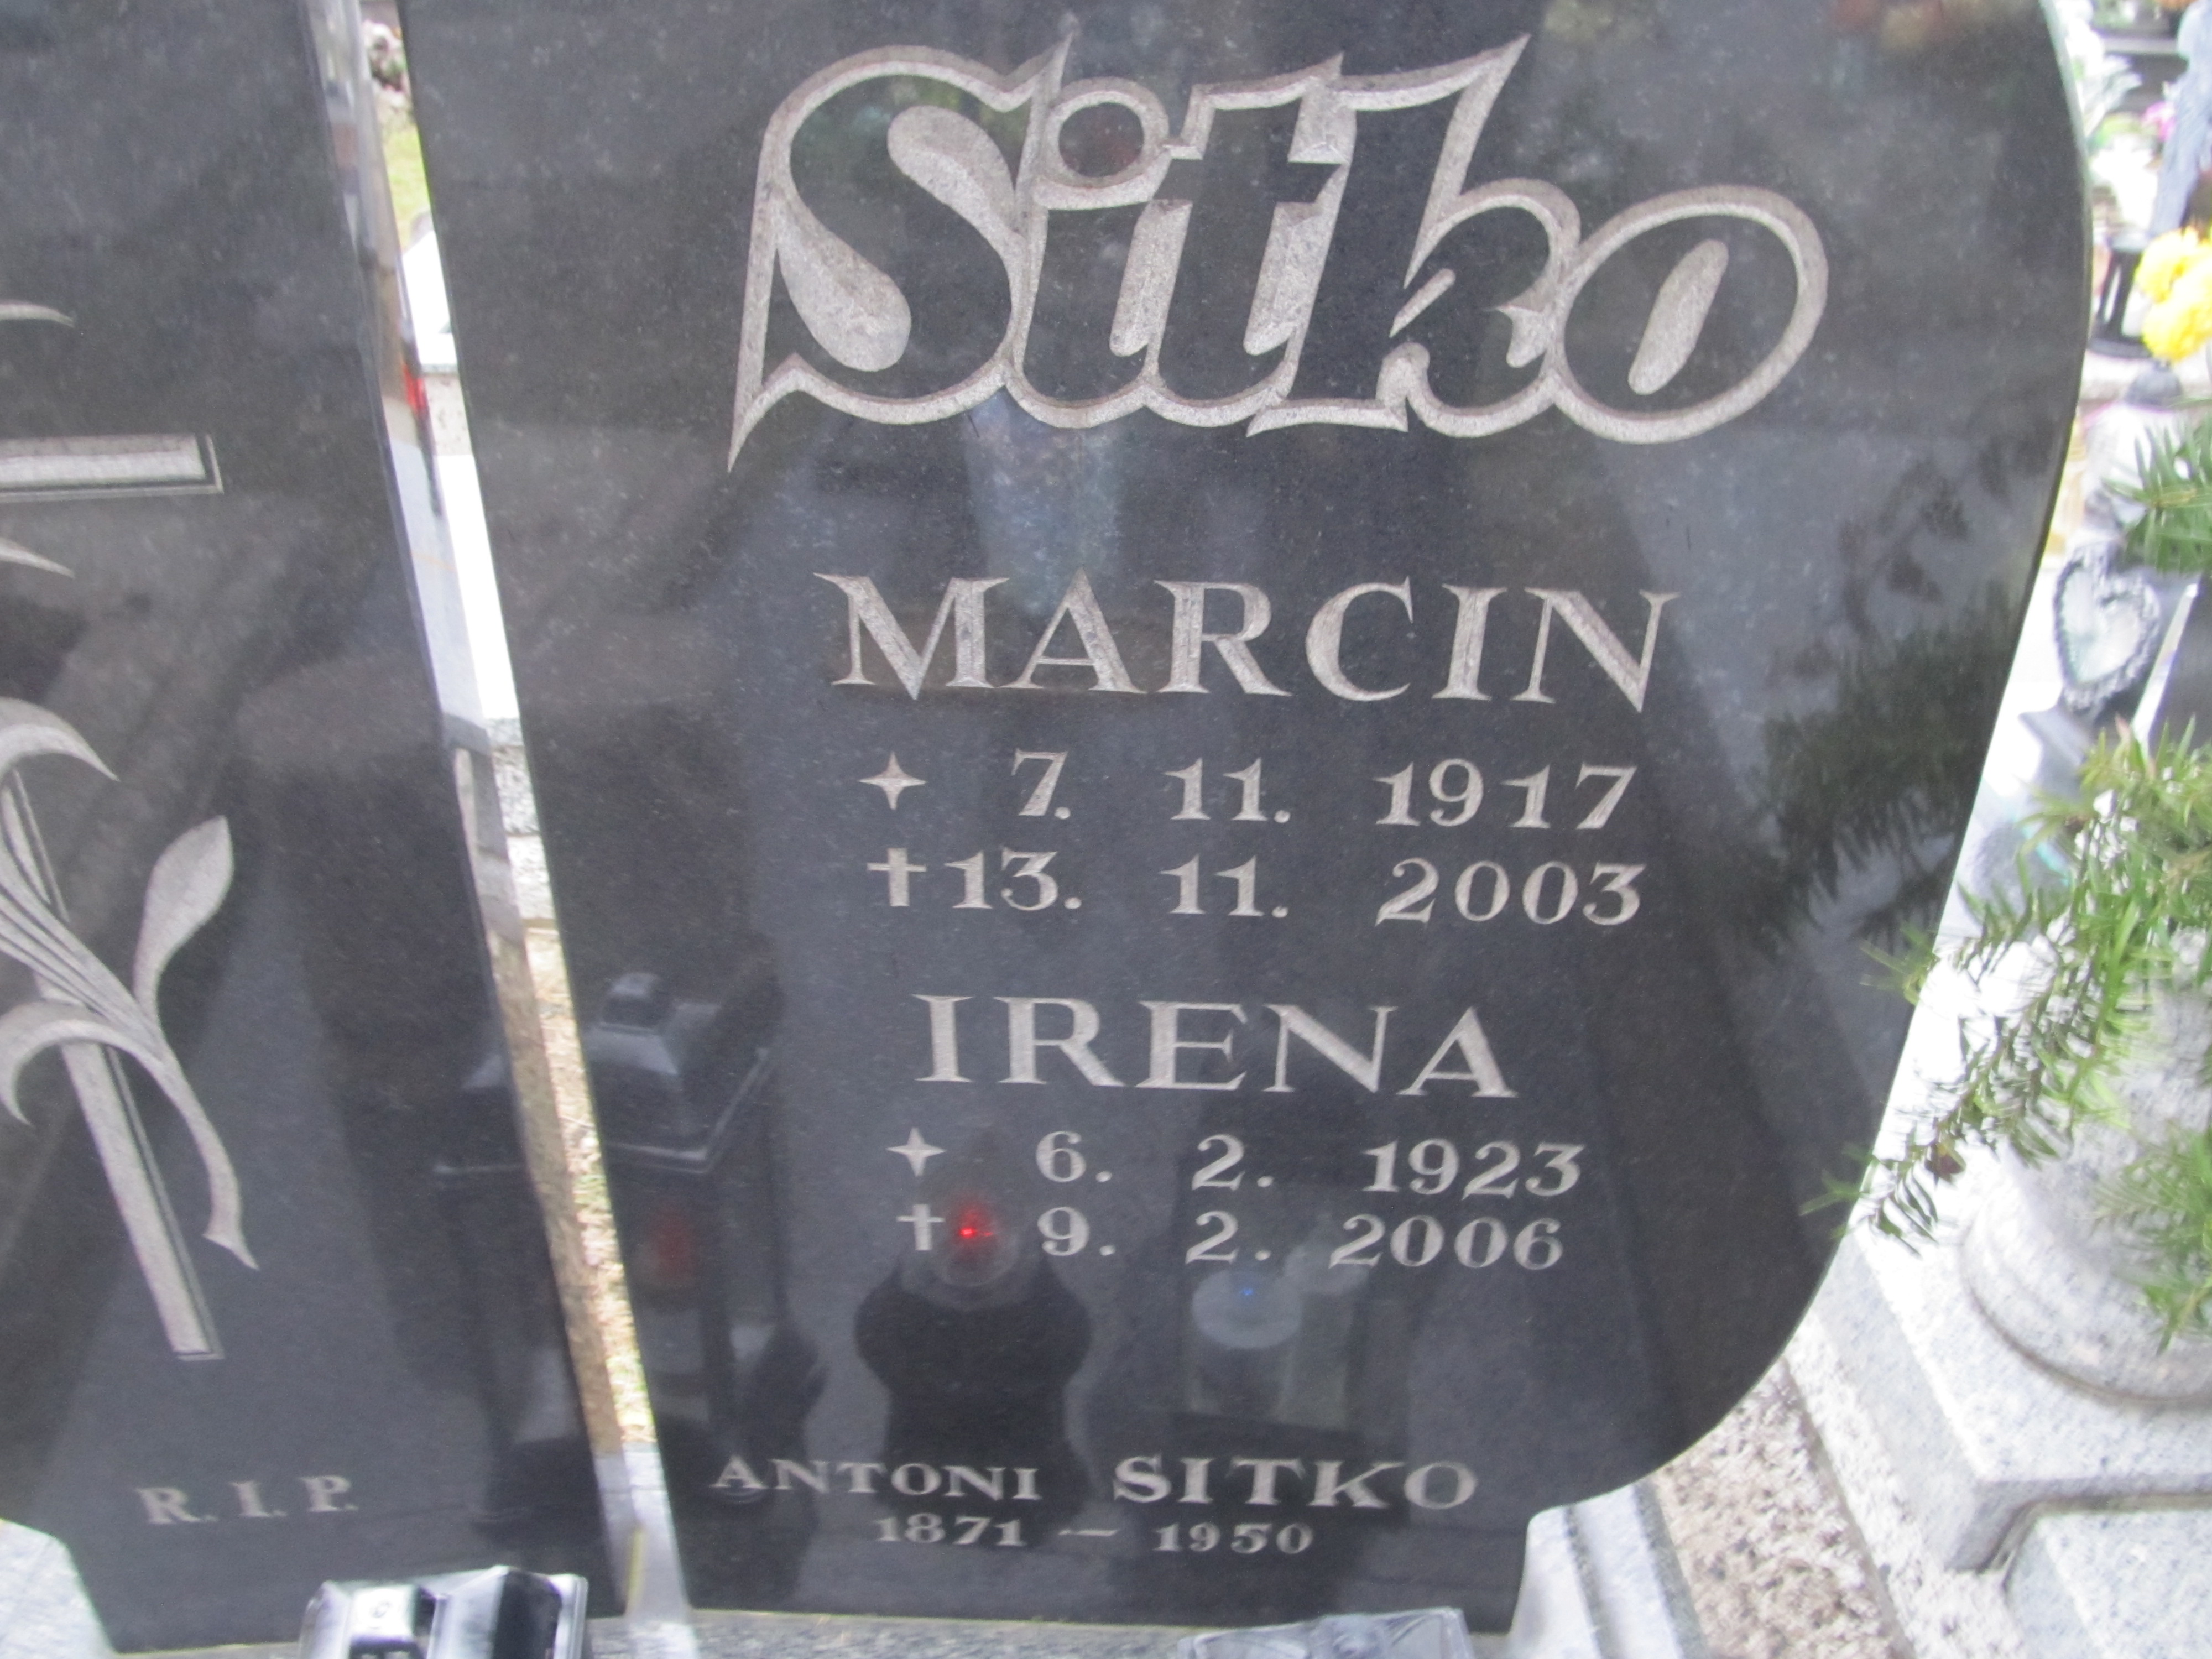 Sitko
MARCIN
✦ 7. 11. 1917
✝ 13. 11. 2003
IRENA
✦ 6. 2. 1923
✝ 9. 2. 2006
ANTONI SITKO
1871 — 1950
R.I.P.